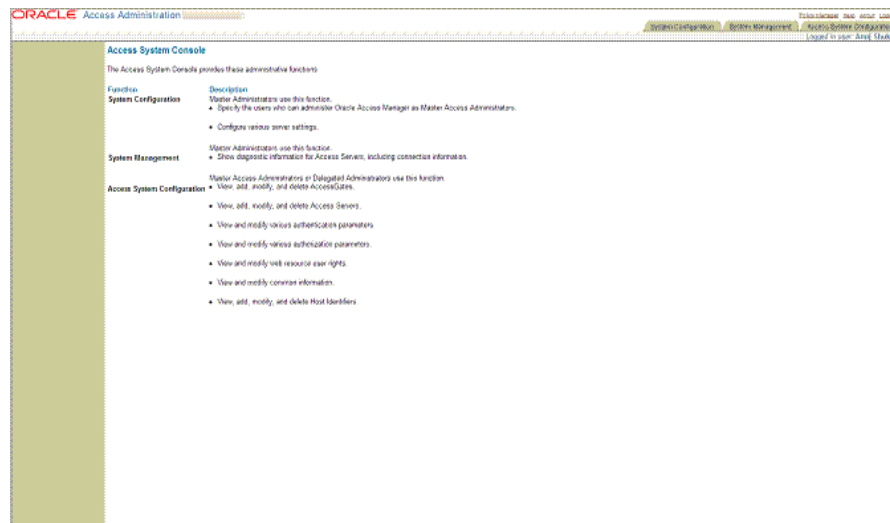 ORACLE Access Administration
Policy Manager Help About
System Configuration System Management Access System
Logged in user:
Access System Console
The Access System Console provides these administrative functions
Function Description
System Configuration Master Administrators use this function.
• Specify the users who can administer Oracle Access Manager as Master Access Administrators.
• Configure various server settings.
Master Administrators use this function.
System Management • Show diagnostic information for Access Servers, including connection information.
Master Access Administrators or Delegated Administrators use this function.
Access System Configuration • View, add, modify, and delete AccessGates.
• View, add, modify, and delete Access Servers.
• View and modify various authentication parameters.
• View and modify various authorization parameters.
• View and modify web resource user rights.
• View and modify common information.
• View, add, modify, and delete Host Identifiers